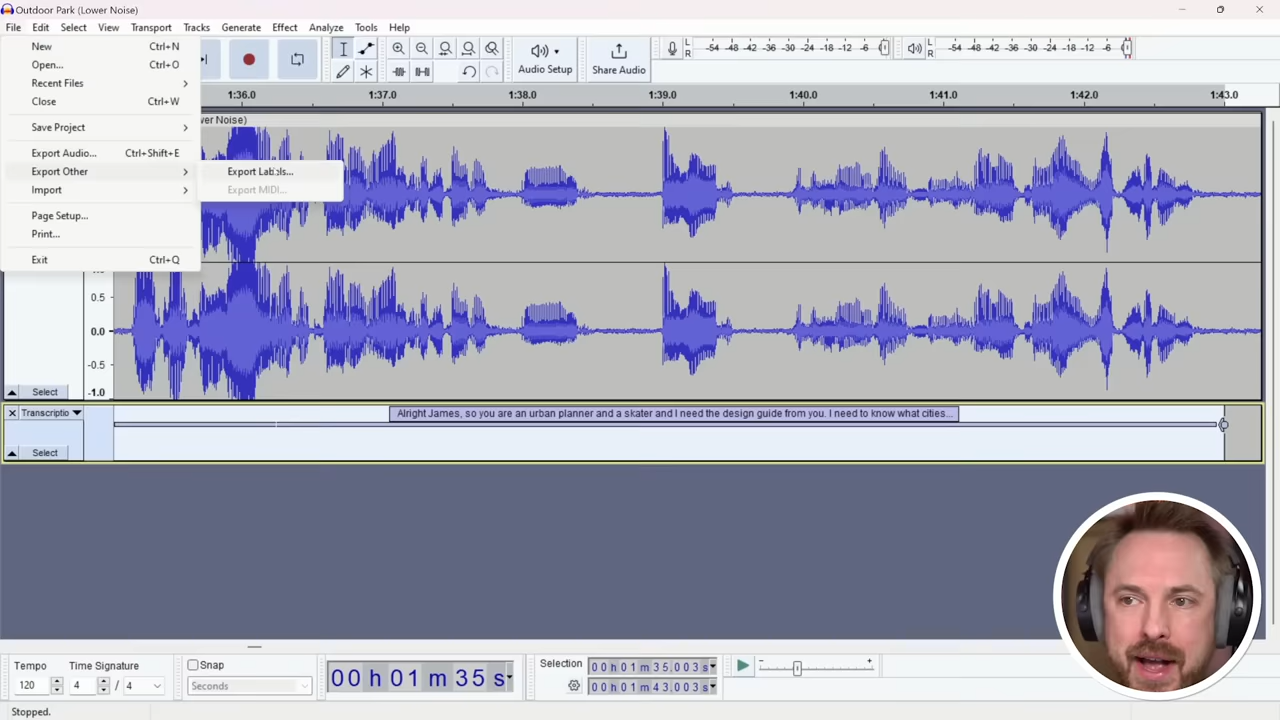 Outdoor Park (Lower Noise)
File Edit Select View Transport Tracks Generate Effect Analyze Tools Help
New Ctrl+N
Open... Ctrl+O
Recent Files
Close Ctrl+W
Save Project
Export Audio... Ctrl+Shift+E
Export Other
Import
Page Setup...
Print...
Exit Ctrl+Q
Export Labels...
Export MIDI...
Audio Setup
Share Audio
L
R
-54 -48 -42 -36 -30 -24 -18 -12 -6
L
R
-54 -48 -42 -36 -30 -24 -18 -12 -6
1:36.0 1:37.0 1:38.0 1:39.0 1:40.0 1:41.0 1:42.0 1:43.0
wer Noise)
0.5
0.0
-0.5
-1.0
Select
Transcriptio
Alright James, so you are an urban planner and a skater and I need the design guide from you. I need to know what cities...
Select
Tempo
120
Time Signature
4 / 4
Snap
Seconds
00 h 01 m 35 s
Selection
00 h 01 m 35.003 s
00 h 01 m 43.003 s
Stopped.